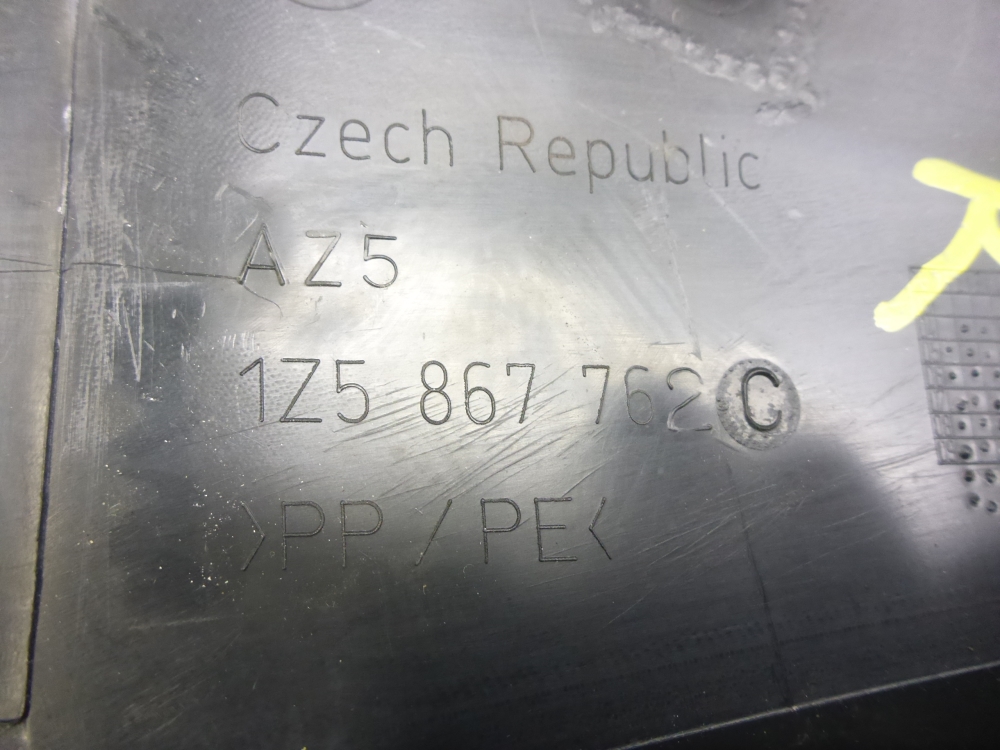 Czech Republic
AZ5
1Z5 867 762 C
>PP/PE<